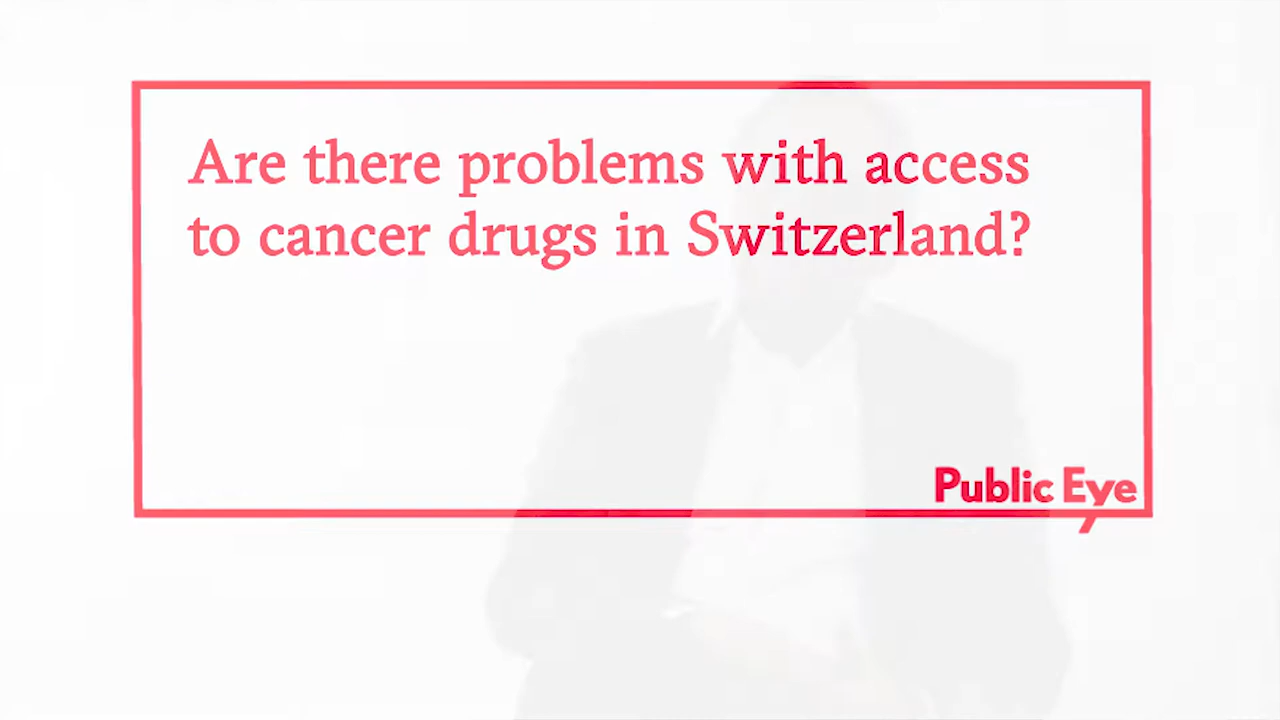 Are there problems with access
to cancer drugs in Switzerland?
Public Eye